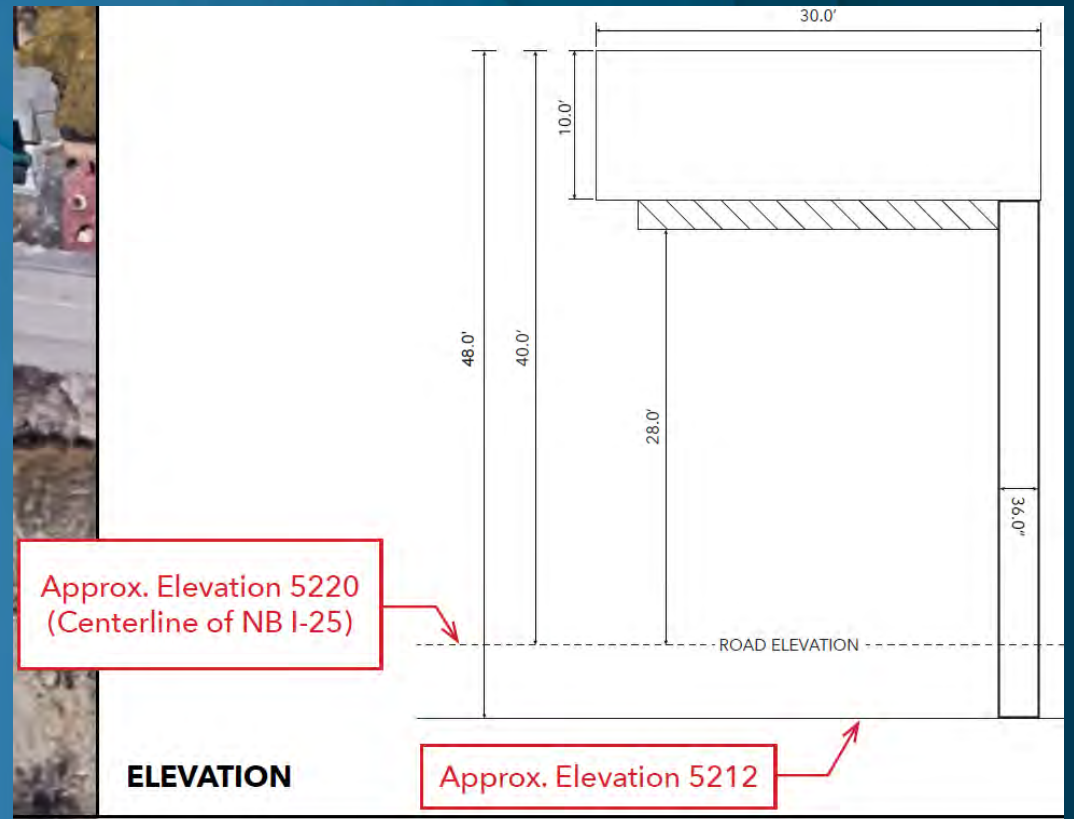 30.0'
10.0'
48.0'
40.0'
28.0'
36.0"
Approx. Elevation 5220
(Centerline of NB I-25)
ROAD ELEVATION
ELEVATION
Approx. Elevation 5212